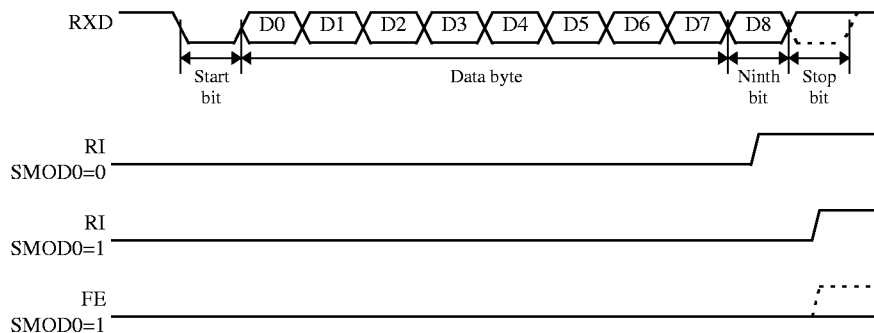 RXD D0 D1 D2 D3 D4 D5 D6 D7 D8
Start bit
Data byte
Ninth bit
Stop bit
RI
SMOD0=0
RI
SMOD0=1
FE
SMOD0=1